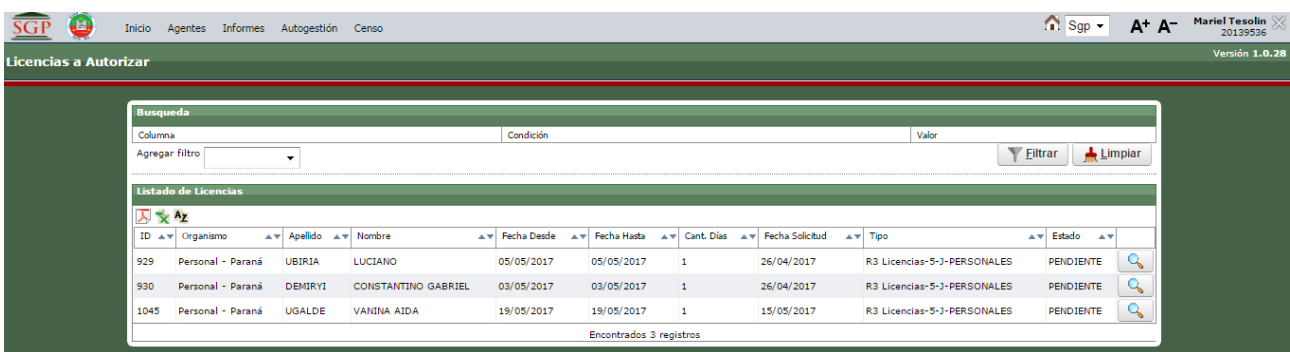 SGP Inicio Agentes Informes Autogestión Censo Sgp A+ A- Mariel Tesolin
20139536
Versión 1.0.28
Licencias a Autorizar
Busqueda
Columna Condición Valor
Agregar filtro Filtrar Limpiar
Listado de Licencias
AZ
ID Organismo Apellido Nombre Fecha Desde Fecha Hasta Cant. Días Fecha Solicitud Tipo Estado
929 Personal - Paraná UBIRIA LUCIANO 05/05/2017 05/05/2017 1 26/04/2017 R3 Licencias-5-J-PERSONALES PENDIENTE
930 Personal - Paraná DEMIRYI CONSTANTINO GABRIEL 03/05/2017 03/05/2017 1 26/04/2017 R3 Licencias-5-J-PERSONALES PENDIENTE
1045 Personal - Paraná UGALDE VANINA AIDA 19/05/2017 19/05/2017 1 15/05/2017 R3 Licencias-5-J-PERSONALES PENDIENTE
Encontrados 3 registros